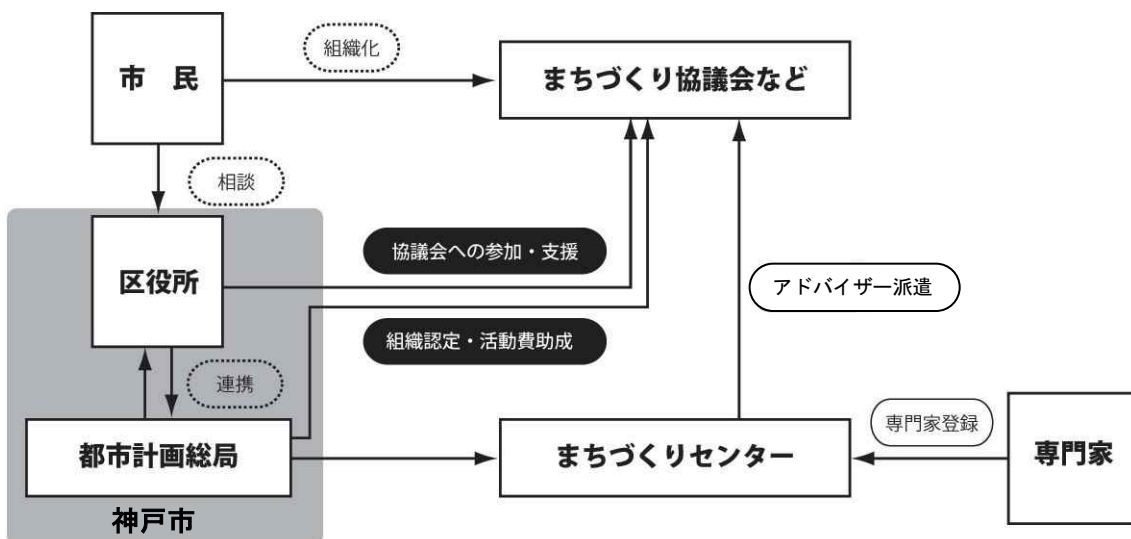 組織化
市 民
まちづくり協議会など
相談
区役所
協議会への参加・支援
アドバイザー派遣
組織認定・活動費助成
連携
都市計画総局
まちづくりセンター
専門家登録
専門家
神戸市